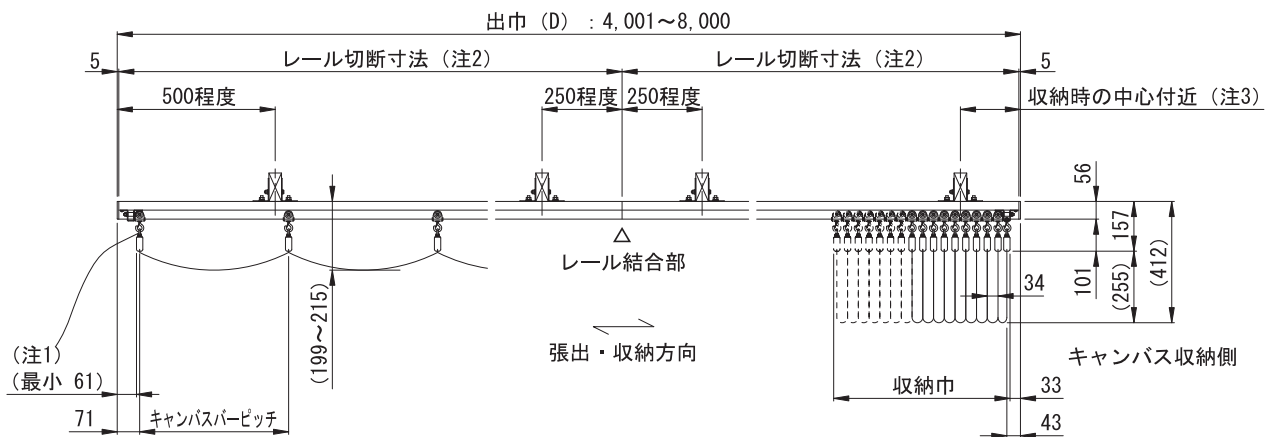 出巾（D）：4,001～8,000
5
レール切断寸法（注2）
レール切断寸法（注2）
5
500程度
250程度
250程度
収納時の中心付近（注3）
56
157
(412)
101
(255)
34
レール結合部
(199～215)
張出・収納方向
キャンバス収納側
（注1）
（最小 61）
71
キャンバスバーピッチ
収納巾
33
43